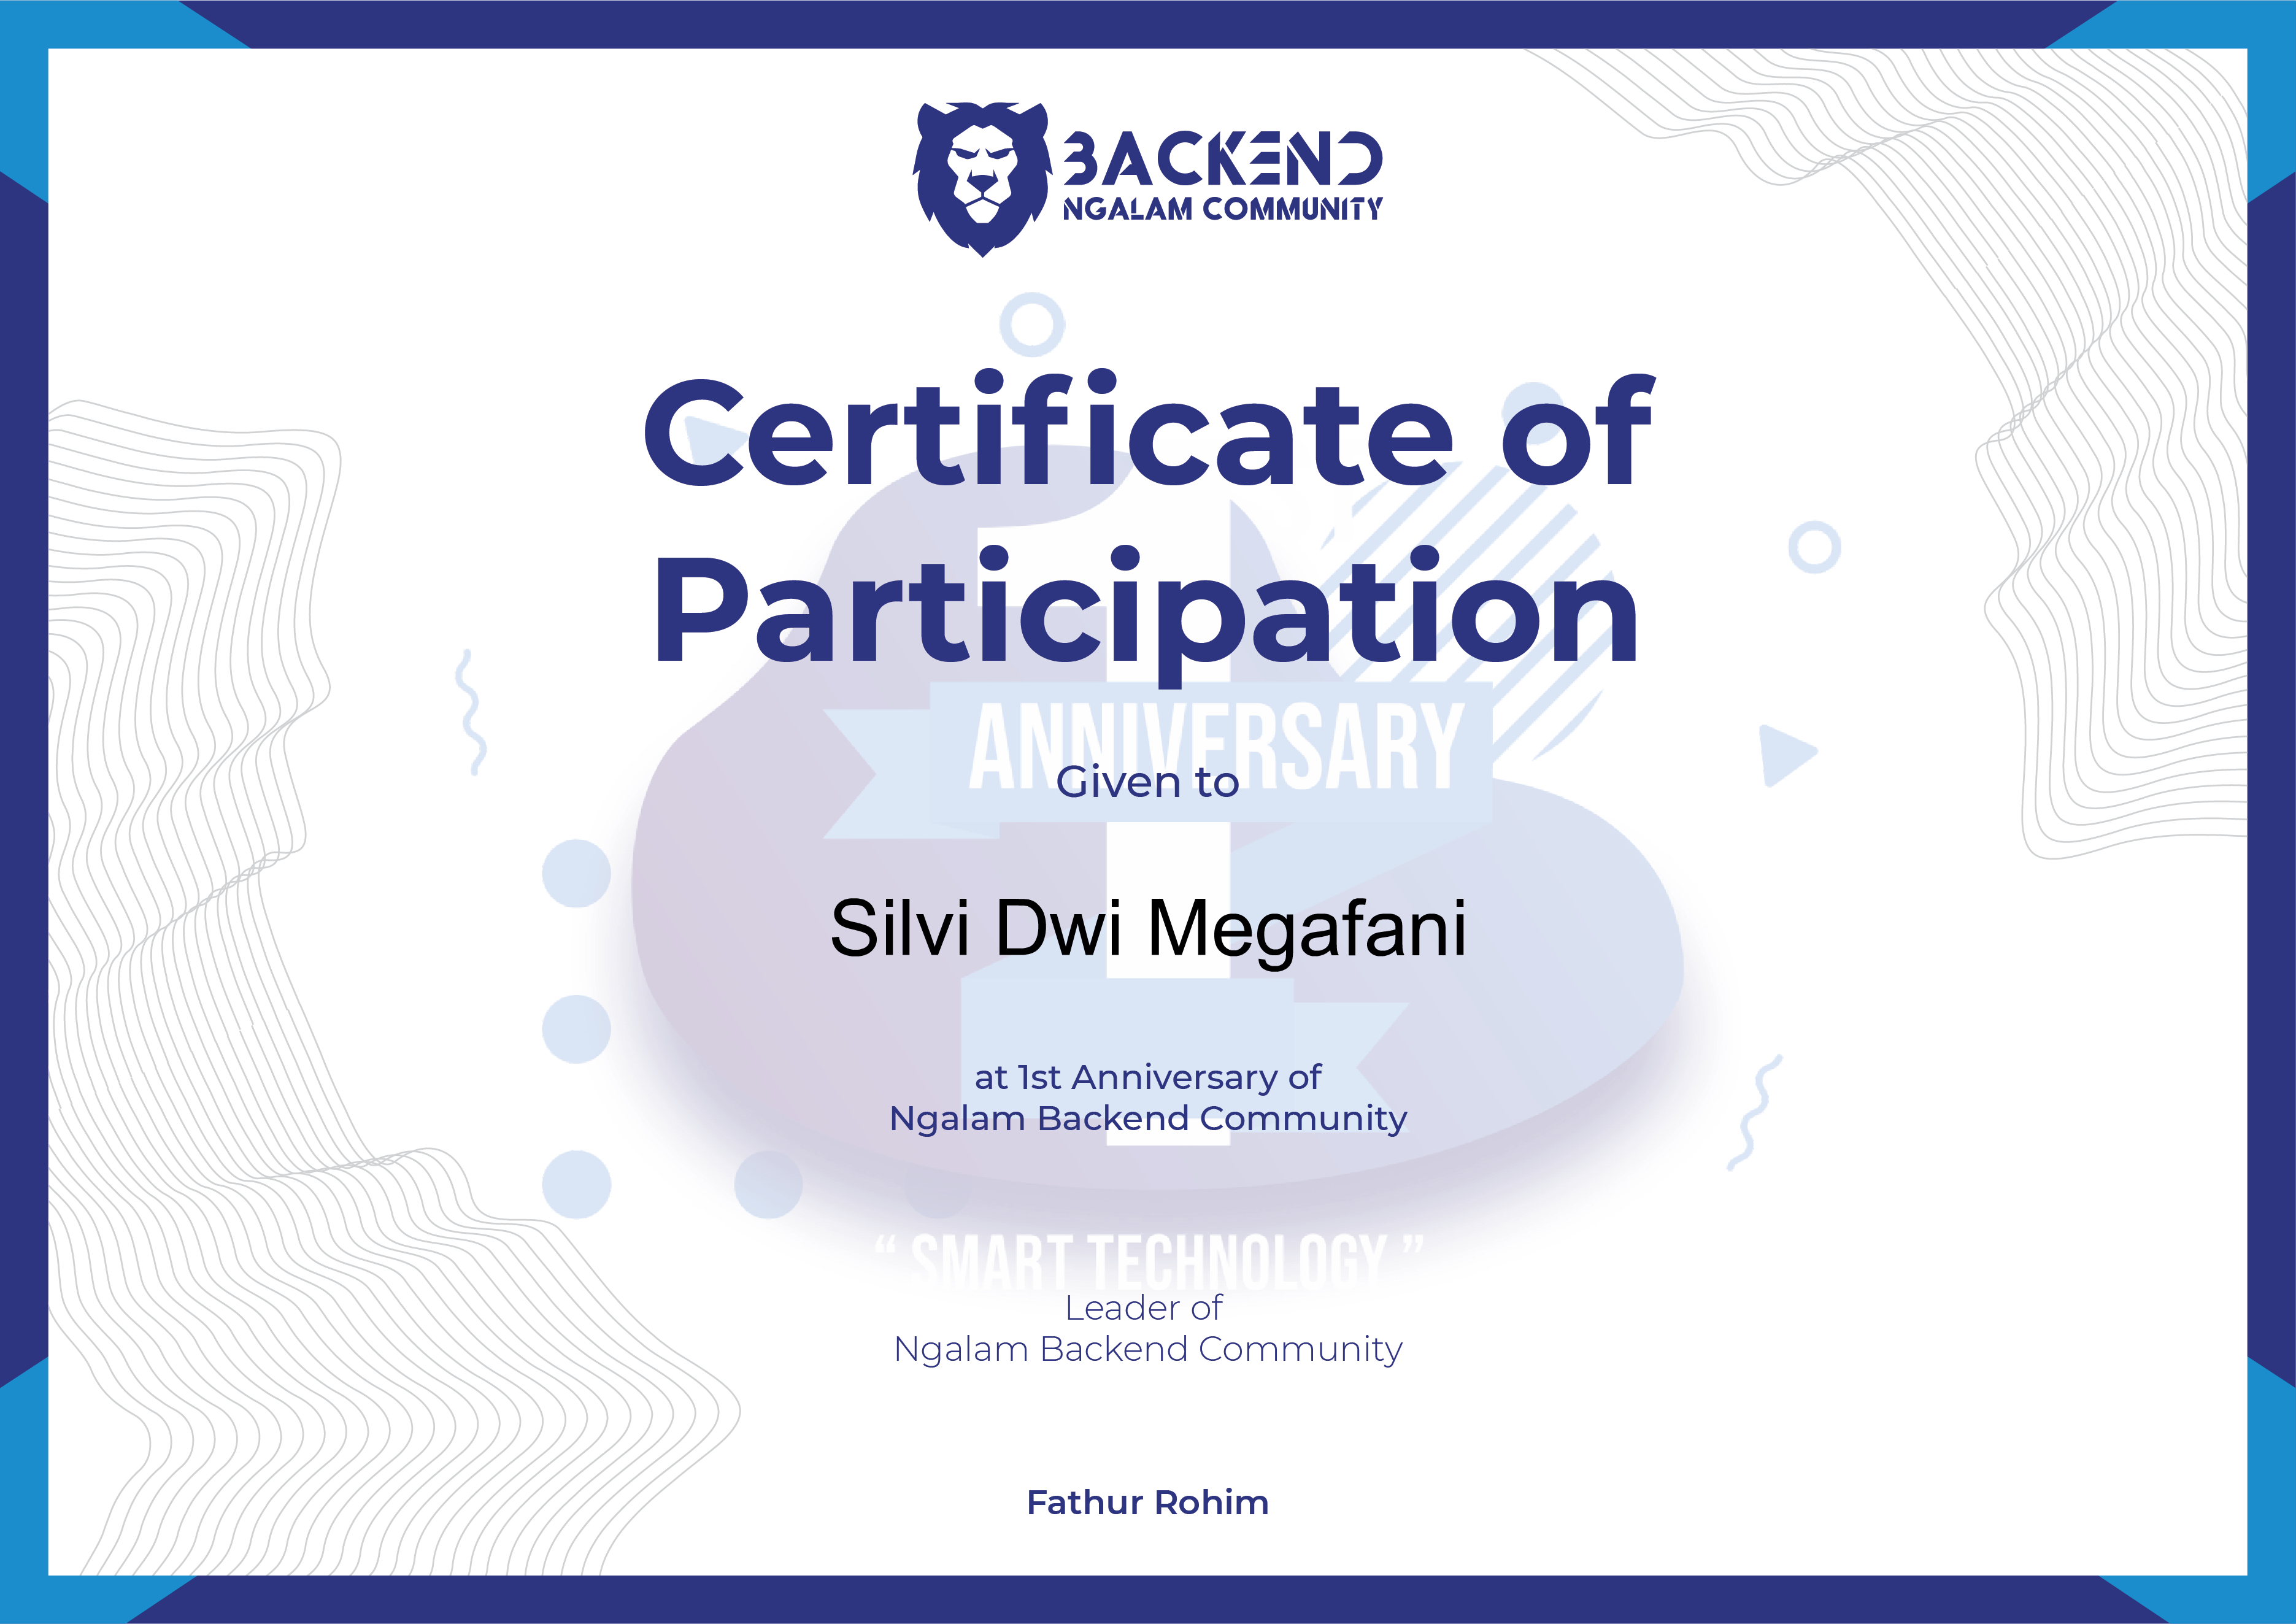 BACKEND
NGALAM COMMUNITY
Certificate of
Participation
ANNIVERSARY
Given to
Silvi Dwi Megafani
at 1st Anniversary of
Ngalam Backend Community
“ SMART TECHNOLOGY ”
Leader of
Ngalam Backend Community
Fathur Rohim